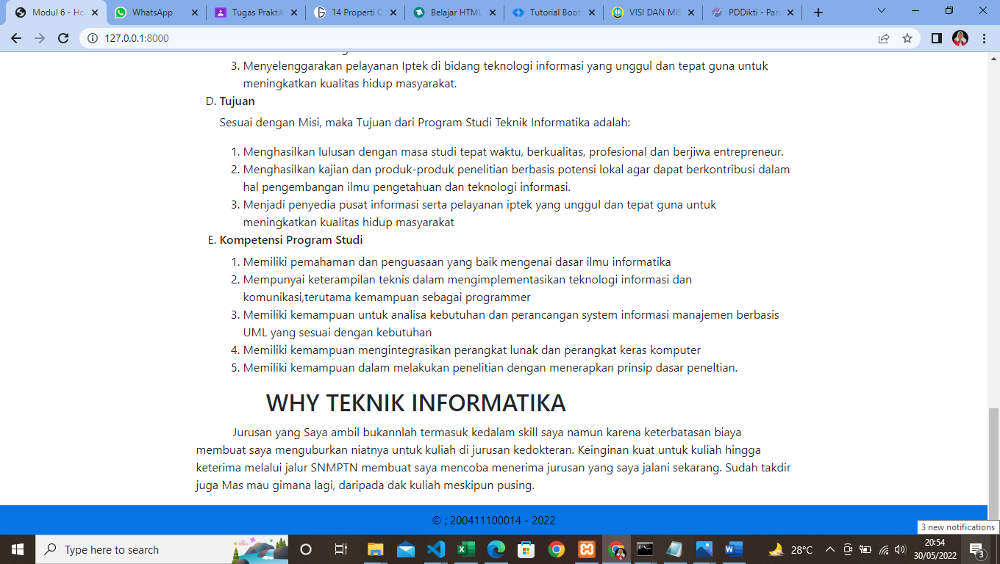 Modul 6 - Ho
WhatsApp
Tugas Praktik
14 Properti C
Belajar HTML
Tutorial Boots
VISI DAN MIS
PDDikti - Pan
127.0.0.1:8000
3. Menyelenggarakan pelayanan Iptek di bidang teknologi informasi yang unggul dan tepat guna untuk
meningkatkan kualitas hidup masyarakat.
D. Tujuan
Sesuai dengan Misi, maka Tujuan dari Program Studi Teknik Informatika adalah:
1. Menghasilkan lulusan dengan masa studi tepat waktu, berkualitas, profesional dan berjiwa entrepreneur.
2. Menghasilkan kajian dan produk-produk penelitian berbasis potensi lokal agar dapat berkontribusi dalam
hal pengembangan ilmu pengetahuan dan teknologi informasi.
3. Menjadi penyedia pusat informasi serta pelayanan iptek yang unggul dan tepat guna untuk
meningkatkan kualitas hidup masyarakat
E. Kompetensi Program Studi
1. Memiliki pemahaman dan penguasaan yang baik mengenai dasar ilmu informatika
2. Mempunyai keterampilan teknis dalam mengimplementasikan teknologi informasi dan
komunikasi,terutama kemampuan sebagai programmer
3. Memiliki kemampuan untuk analisa kebutuhan dan perancangan system informasi manajemen berbasis
UML yang sesuai dengan kebutuhan
4. Memiliki kemampuan mengintegrasikan perangkat lunak dan perangkat keras komputer
5. Memiliki kemampuan dalam melakukan penelitian dengan menerapkan prinsip dasar peneltian.
WHY TEKNIK INFORMATIKA
Jurusan yang Saya ambil bukannlah termasuk kedalam skill saya namun karena keterbatasan biaya
membuat saya menguburkan niatnya untuk kuliah di jurusan kedokteran. Keinginan kuat untuk kuliah hingga
keterima melalui jalur SNMPTN membuat saya mencoba menerima jurusan yang saya jalani sekarang. Sudah takdir
juga Mas mau gimana lagi, daripada dak kuliah meskipun pusing.
© ; 200411100014 - 2022
3 new notifications
Type here to search
28°C
20:54
30/05/2022
3